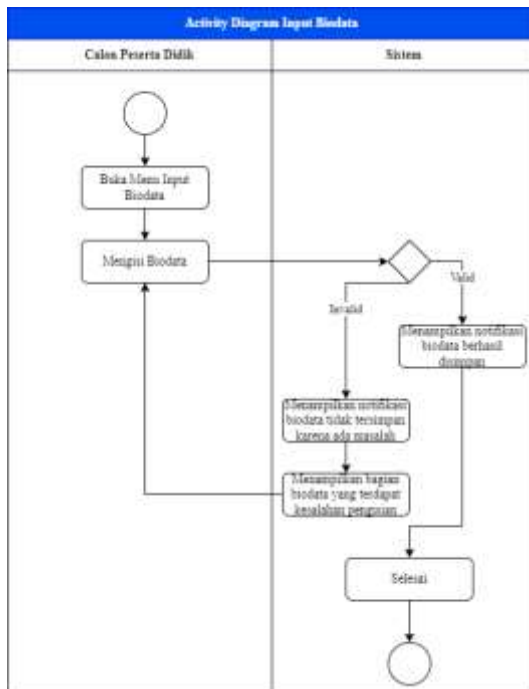 Activity Diagram Input Biodata
Calon Peserta Didik
Sistem
Buka Menu Input
Biodata
Mengisi Biodata
Valid
Invalid
Menampilkan notifikasi
biodata berhasil
disimpan
Menampilkan notifikasi
biodata tidak tersimpan
karena ada masalah
Menampilkan bagian
biodata yang terdapat
kesalahan pengisian
Selesai